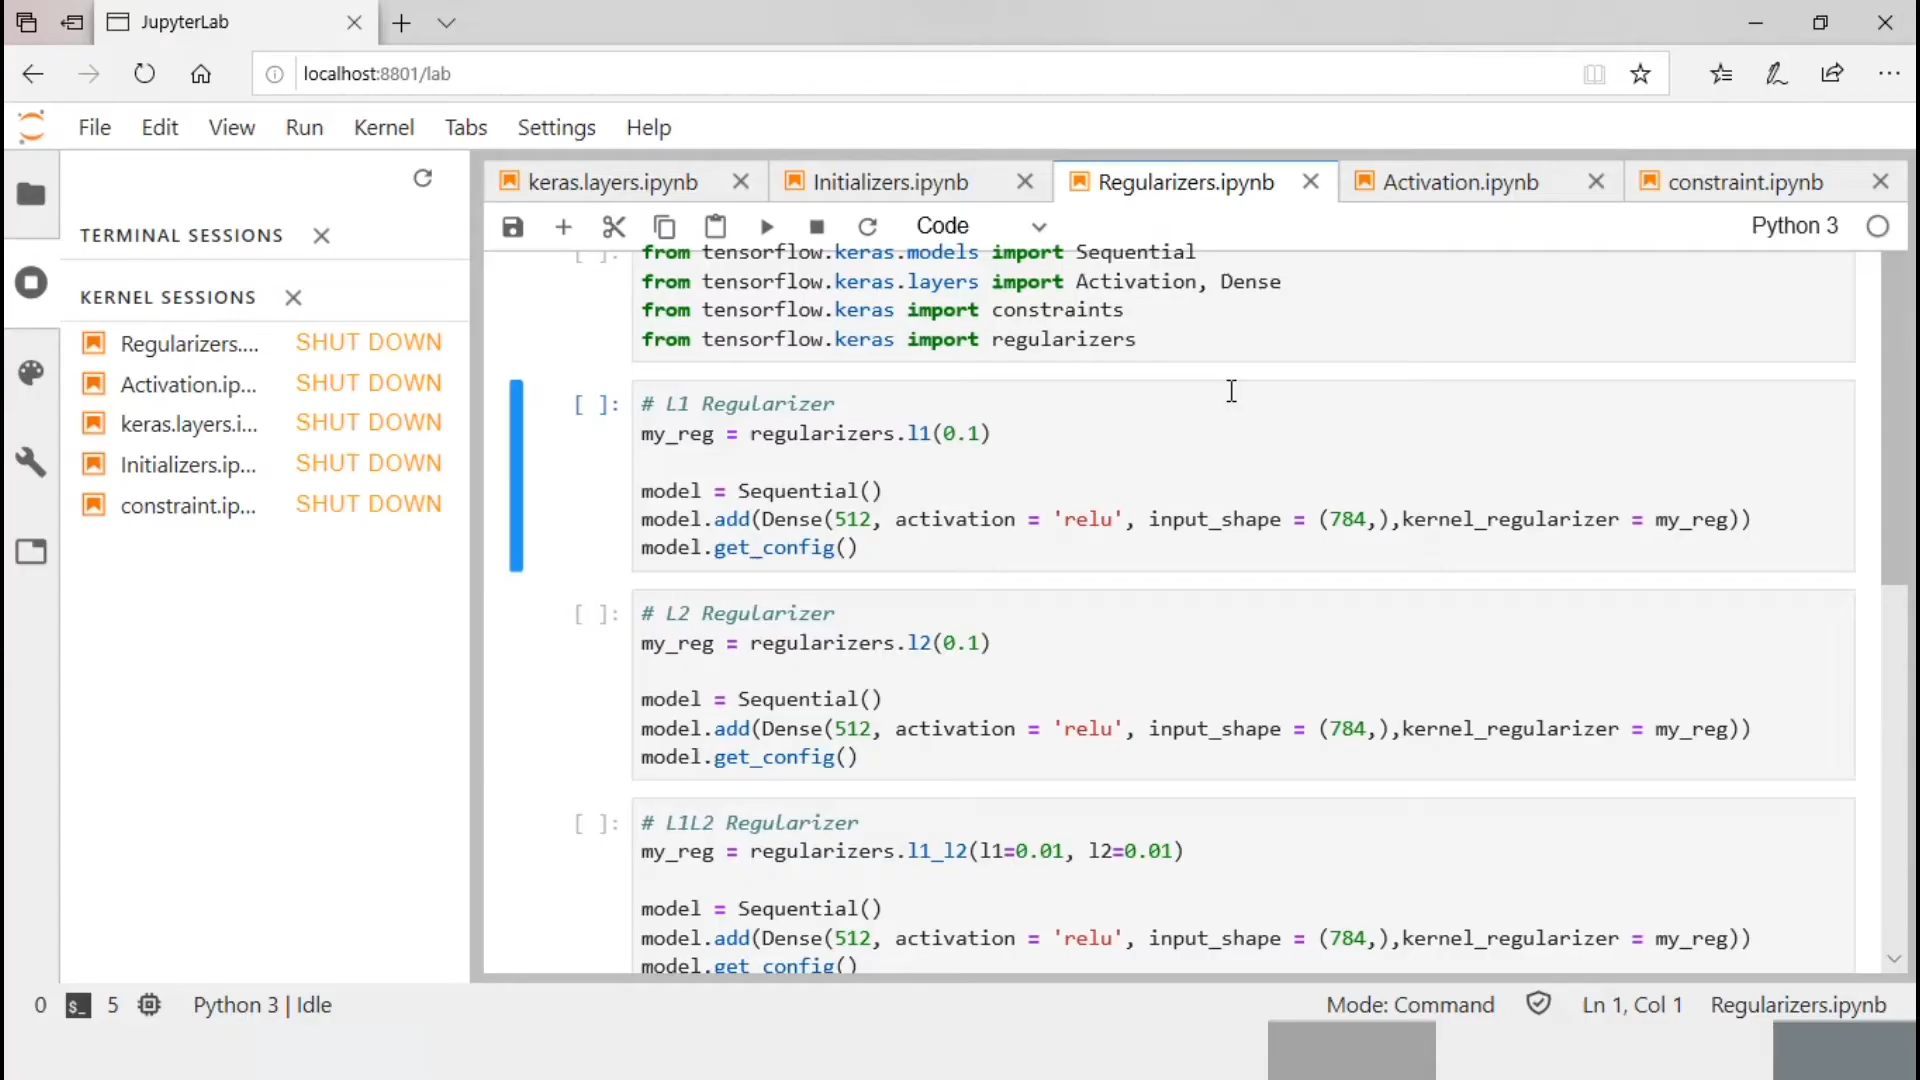 JupyterLab
localhost:8801/lab
File Edit View Run Kernel Tabs Settings Help
keras.layers.ipynb Initializers.ipynb Regularizers.ipynb Activation.ipynb constraint.ipynb
Code Python 3
TERMINAL SESSIONS
KERNEL SESSIONS
Regularizers.... SHUT DOWN
Activation.ip... SHUT DOWN
keras.layers.i... SHUT DOWN
Initializers.ip... SHUT DOWN
constraint.ip... SHUT DOWN
[ ]: from tensorflow.keras.models import Sequential
from tensorflow.keras.layers import Activation, Dense
from tensorflow.keras import constraints
from tensorflow.keras import regularizers
[ ]: # L1 Regularizer
my_reg = regularizers.l1(0.1)
model = Sequential()
model.add(Dense(512, activation = 'relu', input_shape = (784,),kernel_regularizer = my_reg))
model.get_config()
[ ]: # L2 Regularizer
my_reg = regularizers.l2(0.1)
model = Sequential()
model.add(Dense(512, activation = 'relu', input_shape = (784,),kernel_regularizer = my_reg))
model.get_config()
[ ]: # L1L2 Regularizer
my_reg = regularizers.l1_l2(l1=0.01, l2=0.01)
model = Sequential()
model.add(Dense(512, activation = 'relu', input_shape = (784,),kernel_regularizer = my_reg))
model.get_config()
0 $_ 5 Python 3 | Idle Mode: Command Ln 1, Col 1 Regularizers.ipynb